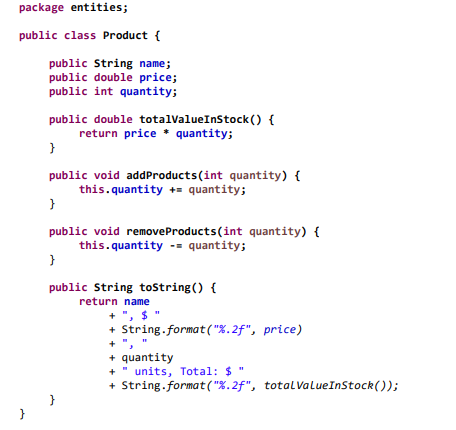 package entities;
public class Product {
public String name;
public double price;
public int quantity;
public double totalValueInStock() {
return price * quantity;
}
public void addProducts(int quantity) {
this.quantity += quantity;
}
public void removeProducts(int quantity) {
this.quantity -= quantity;
}
public String toString() {
return name
+ ", $ "
+ String.format("%.2f", price)
+ ", "
+ quantity
+ " units, Total: $ "
+ String.format("%.2f", totalValueInStock());
}
}